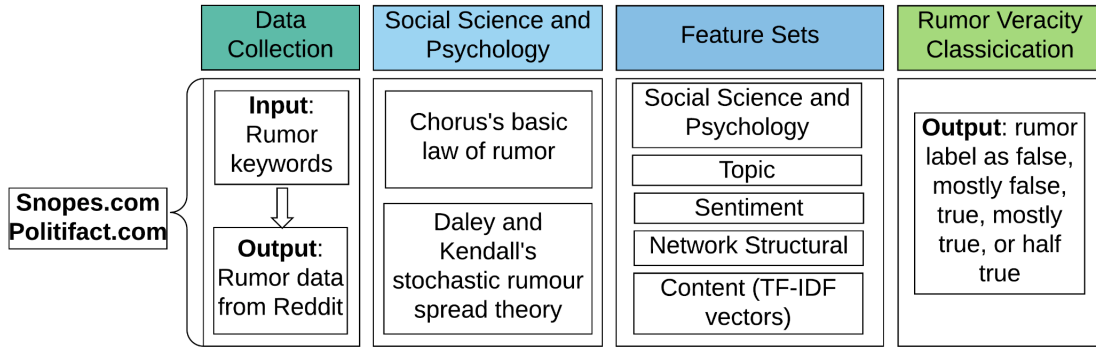 Data
Collection
Social Science and
Psychology
Feature Sets
Rumor Veracity
Classicication
Snopes.com
Politifact.com
Input:
Rumor
keywords
Output:
Rumor data
from Reddit
Chorus's basic
law of rumor
Daley and
Kendall's
stochastic rumour
spread theory
Social Science and
Psychology
Topic
Sentiment
Network Structural
Content (TF-IDF
vectors)
Output: rumor
label as false,
mostly false,
true, mostly
true, or half
true